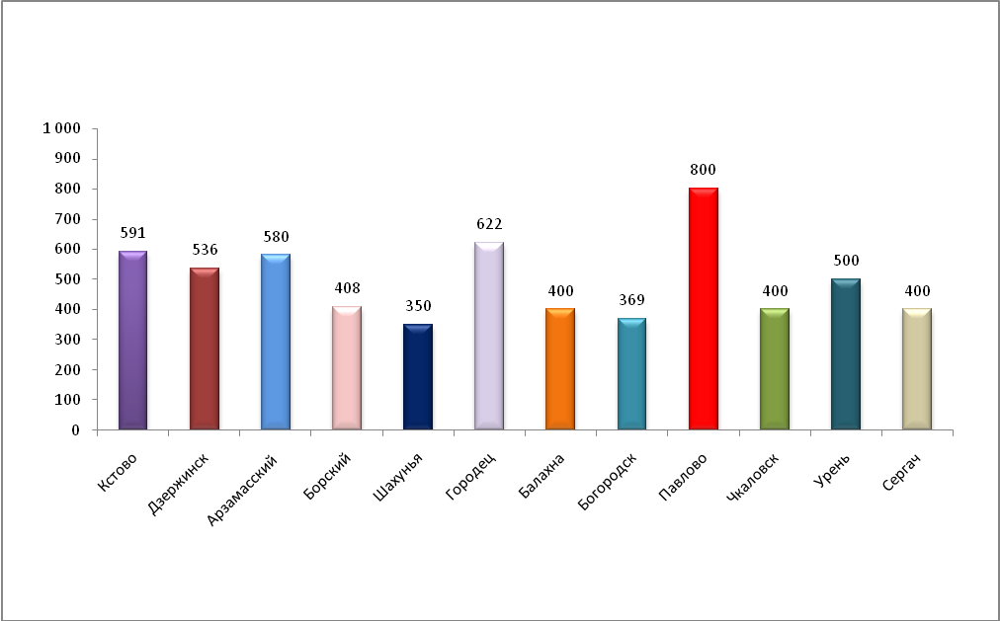 1 000
900
800
700
600
500
400
300
200
100
0
591
536
580
408
350
622
400
369
800
400
500
400
Кстово
Дзержинск
Арзамасский
Борский
Шахунья
Городец
Балахна
Богородск
Павлово
Чкаловск
Урень
Сергач